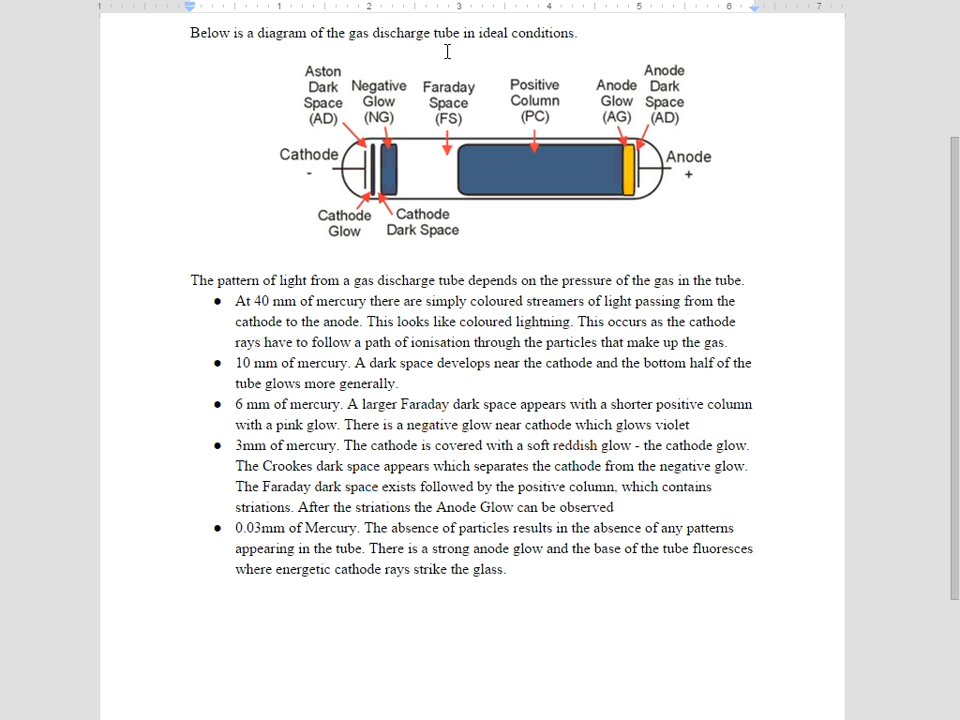 1 1 2 3 4 5 6 7
Below is a diagram of the gas discharge tube in ideal conditions.
Aston Dark Space (AD)
Negative Glow (NG)
Faraday Space (FS)
Positive Column (PC)
Anode Glow (AG)
Anode Dark Space (AD)
Cathode
-
Anode
+
Cathode Glow
Cathode Dark Space
The pattern of light from a gas discharge tube depends on the pressure of the gas in the tube.
● At 40 mm of mercury there are simply coloured streamers of light passing from the
cathode to the anode. This looks like coloured lightning. This occurs as the cathode
rays have to follow a path of ionisation through the particles that make up the gas.
● 10 mm of mercury. A dark space develops near the cathode and the bottom half of the
tube glows more generally.
● 6 mm of mercury. A larger Faraday dark space appears with a shorter positive column
with a pink glow. There is a negative glow near cathode which glows violet
● 3mm of mercury. The cathode is covered with a soft reddish glow - the cathode glow.
The Crookes dark space appears which separates the cathode from the negative glow.
The Faraday dark space exists followed by the positive column, which contains
striations. After the striations the Anode Glow can be observed
● 0.03mm of Mercury. The absence of particles results in the absence of any patterns
appearing in the tube. There is a strong anode glow and the base of the tube fluoresces
where energetic cathode rays strike the glass.